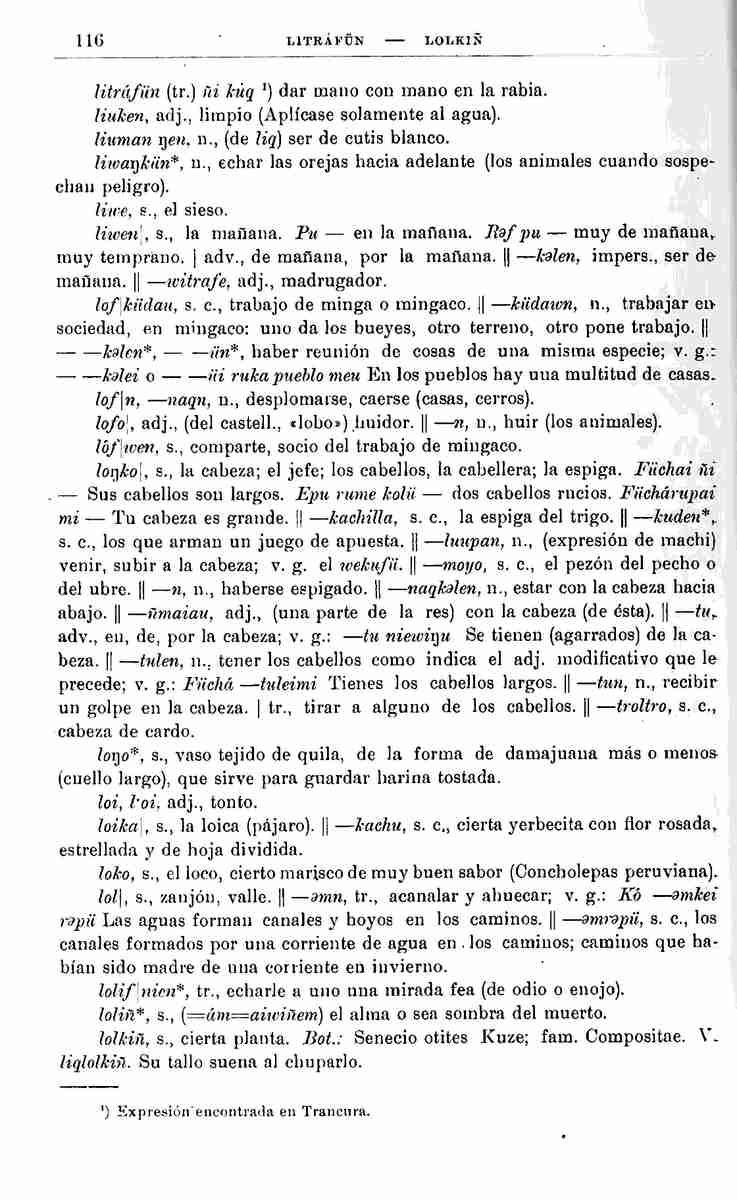 116 LITRÁFÜN — LOLKIÑ
litráfün (tr.) ñi kúq ¹) dar mano con mano en la rabia.
liuken, adj., limpio (Aplícase solamente al agua).
liuman ŋen, n., (de liq) ser de cutis blanco.
liwaŋkün*, n., echar las orejas hacia adelante (los animales cuando sospe-
chan peligro).
liwe, s., el sieso.
liwen|, s., la mañana. Pu — en la mañana. Rəf pu — muy de mañana,
muy temprano. | adv., de mañana, por la mañana. || —kəlen, impers., ser de
mañana. || —witrafe, adj., madrugador.
lof|küdau, s. c., trabajo de minga o mingaco. || —küdawn, n., trabajar en
sociedad, en mingaco: uno da los bueyes, otro terreno, otro pone trabajo. ||
— —kəlen*, — —ün*, haber reunión de cosas de una misma especie; v. g.:
— —kəlei o — —üi ruka pueblo meu En los pueblos hay una multitud de casas.
lof|n, —naqn, n., desplomarse, caerse (casas, cerros).
lofo|, adj., (del castell., «lobo») huidor. || —n, n., huir (los animales).
lóf|wen, s., comparte, socio del trabajo de mingaco.
loŋko|, s., la cabeza; el jefe; los cabellos, la cabellera; la espiga. Füchai ñi
— Sus cabellos son largos. Epu rume kolü — dos cabellos rucios. Füchárupai
mi — Tu cabeza es grande. || —kachilla, s. c., la espiga del trigo. || —kuden*,
s. c., los que arman un juego de apuesta. || —luupan, n., (expresión de machi)
venir, subir a la cabeza; v. g. el wekufü. || —moyo, s. c., el pezón del pecho o
del ubre. || —n, n., haberse espigado. || —naqkəlen, n., estar con la cabeza hacia
abajo. || —ñmaiau, adj., (una parte de la res) con la cabeza (de ésta). || —tu,
adv., en, de, por la cabeza; v. g.: —tu niewiŋu Se tienen (agarrados) de la ca-
beza. || —tulen, n., tener los cabellos como indica el adj. modificativo que le
precede; v. g.: Füchá —tuleimi Tienes los cabellos largos. || —tun, n., recibir
un golpe en la cabeza. | tr., tirar a alguno de los cabellos. || —troltro, s. c.,
cabeza de cardo.
loŋo*, s., vaso tejido de quila, de la forma de damajuana más o menos
(cuello largo), que sirve para guardar harina tostada.
loi, l·oi, adj., tonto.
loika|, s., la loica (pájaro). || —kachu, s. c., cierta yerbecita con flor rosada,
estrellada y de hoja dividida.
loko, s., el loco, cierto marisco de muy buen sabor (Concholepas peruviana).
lol|, s., zanjón, valle. || —əmn, tr., acanalar y ahuecar; v. g.: Kó —əmkei
rəpü Las aguas forman canales y hoyos en los caminos. || —əmrəpü, s. c., los
canales formados por una corriente de agua en los caminos; caminos que ha-
bían sido madre de una corriente en invierno.
lolif|nien*, tr., echarle a uno una mirada fea (de odio o enojo).
loliñ*, s., (=ám=aiwiñem) el alma o sea sombra del muerto.
lolkiñ, s., cierta planta. Bot.: Senecio otites Kuze; fam. Compositae. V.
liqlolkiñ. Su tallo suena al chuparlo.
¹) Expresión encontrada en Trancura.